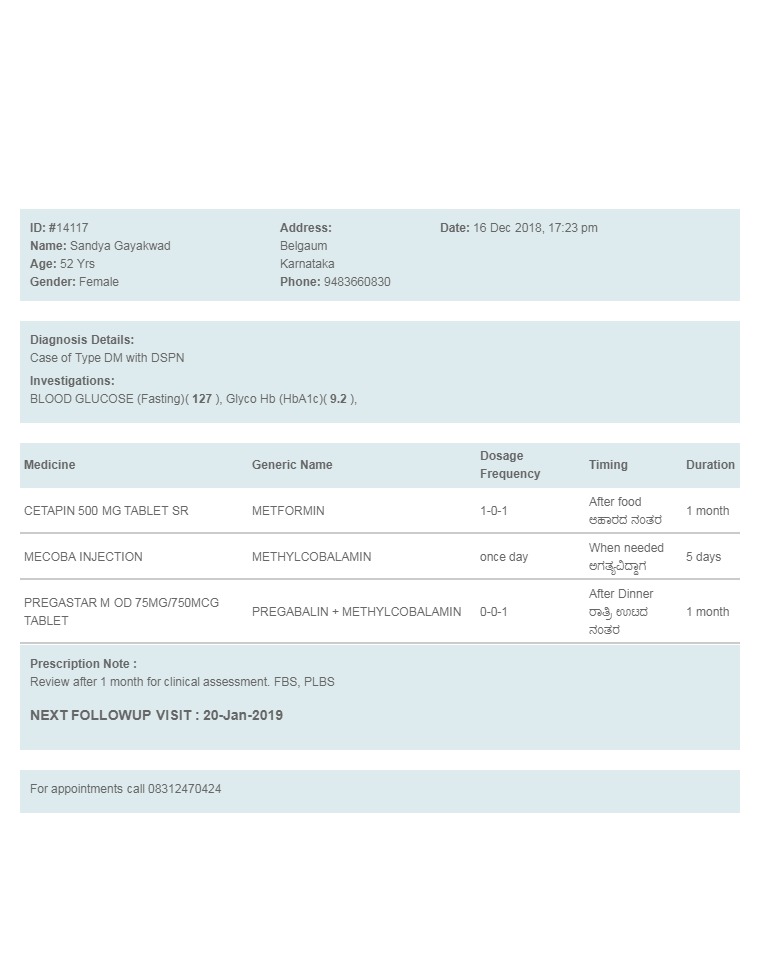 ID: #14117
Name: Sandya Gayakwad
Age: 52 Yrs
Gender: Female
Address:
Belgaum
Karnataka
Phone: 9483660830
Date: 16 Dec 2018, 17:23 pm
Diagnosis Details:
Case of Type DM with DSPN
Investigations:
BLOOD GLUCOSE (Fasting)( 127 ), Glyco Hb (HbA1c)( 9.2 ),
Medicine Generic Name Dosage Frequency Timing Duration
CETAPIN 500 MG TABLET SR METFORMIN 1-0-1 After food 1 month
ಆಹಾರದ ನಂತರ
MECOBA INJECTION METHYLCOBALAMIN once day When needed 5 days
ಅಗತ್ಯವಿದ್ದಾಗ
PREGASTAR M OD 75MG/750MCG TABLET PREGABALIN + METHYLCOBALAMIN 0-0-1 After Dinner 1 month
ರಾತ್ರಿ ಊಟದ
ನಂತರ
Prescription Note :
Review after 1 month for clinical assessment. FBS, PLBS
NEXT FOLLOWUP VISIT : 20-Jan-2019
For appointments call 08312470424